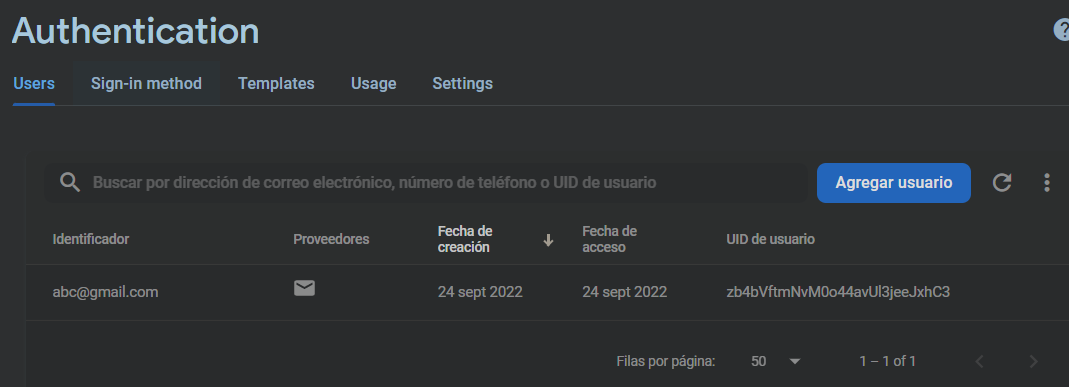 Authentication
Users Sign-in method Templates Usage Settings
Buscar por dirección de correo electrónico, número de teléfono o UID de usuario Agregar usuario
Identificador Proveedores Fecha de creación Fecha de acceso UID de usuario
abc@gmail.com 24 sept 2022 24 sept 2022 zb4bVftmNvM0o44avUl3jeeJxhC3
Filas por página: 50 1 – 1 of 1